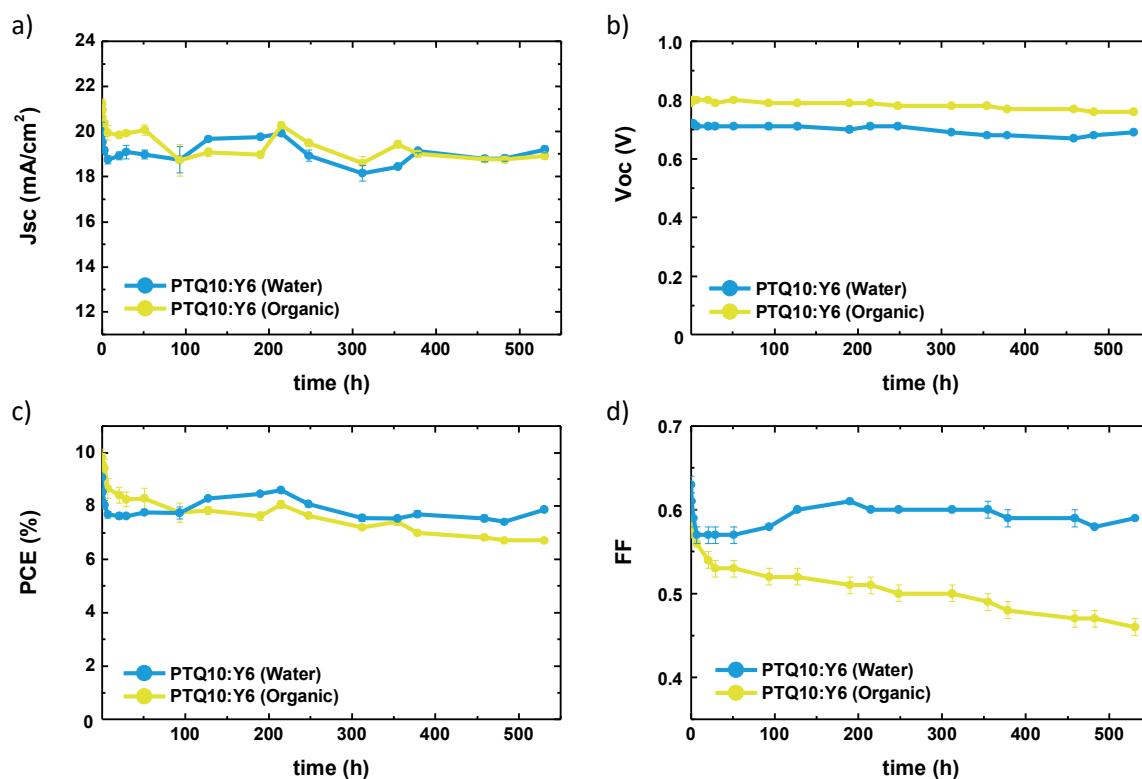 a)
24
22
20
18
16
14
12
Jsc (mA/cm²)
PTQ10:Y6 (Water)
PTQ10:Y6 (Organic)
0 100 200 300 400 500
time (h)
b)
1.0
0.8
0.6
0.4
0.2
0
Voc (V)
PTQ10:Y6 (Water)
PTQ10:Y6 (Organic)
0 100 200 300 400 500
time (h)
c)
10
8
6
4
2
0
PCE (%)
PTQ10:Y6 (Water)
PTQ10:Y6 (Organic)
0 100 200 300 400 500
time (h)
d)
0.7
0.6
0.5
0.4
FF
PTQ10:Y6 (Water)
PTQ10:Y6 (Organic)
0 100 200 300 400 500
time (h)